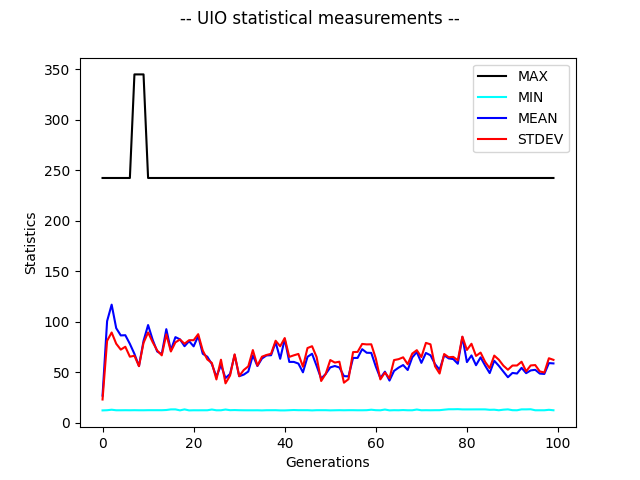 -- UIO statistical measurements --
350
300
250
200
150
100
50
0
Statistics
MAX
MIN
MEAN
STDEV
0 20 40 60 80 100
Generations